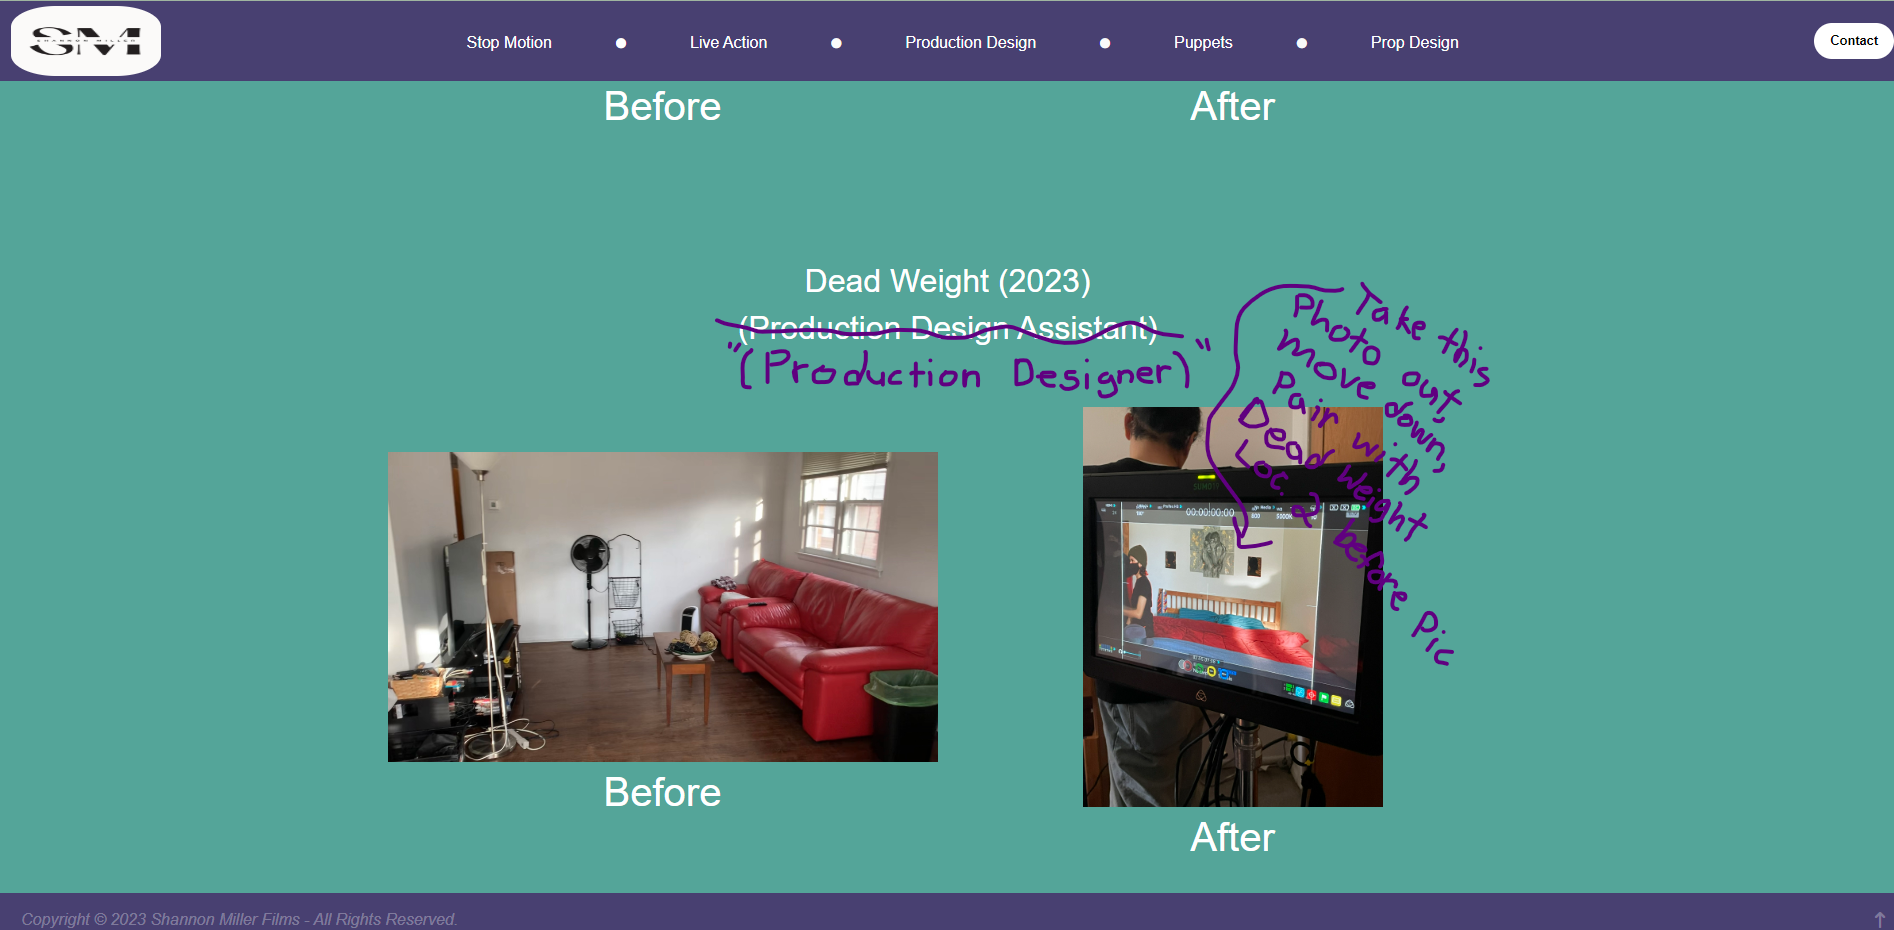 SM
SHANNON MILLER
Stop Motion
Live Action
Production Design
Puppets
Prop Design
Contact
Before
After
Dead Weight (2023)
(Production Design Assistant)
"(Production Designer)"
Take this
Photo out,
move down,
pair with
Dead Weight
Loc. 2 before pic
00:00:00:00
Before
After
Copyright © 2023 Shannon Miller Films - All Rights Reserved.
↑